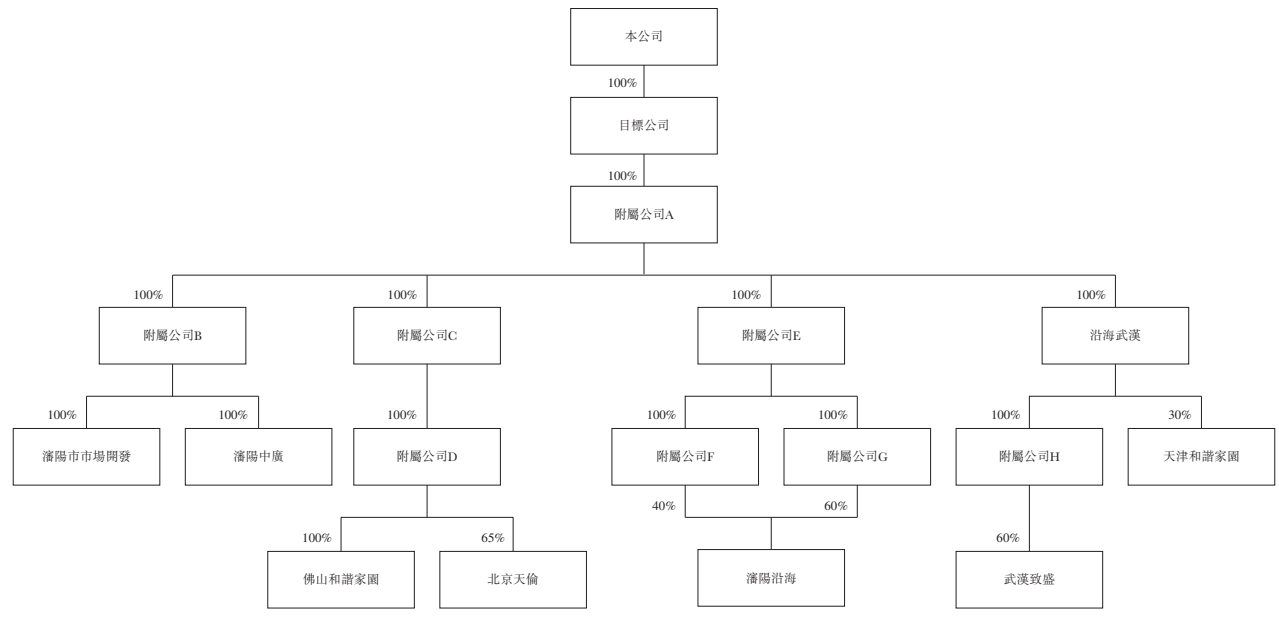 本公司
100%
目標公司
100%
附屬公司A
100% 100% 100% 100%
附屬公司B 附屬公司C 附屬公司E 沿海武漢
100% 100% 100% 100% 100% 100% 30%
瀋陽市市場開發 瀋陽中廣 附屬公司D 附屬公司F 附屬公司G 附屬公司H 天津和諧家園
40% 60%
100% 65% 60%
佛山和諧家園 北京天倫 瀋陽沿海 武漢致盛